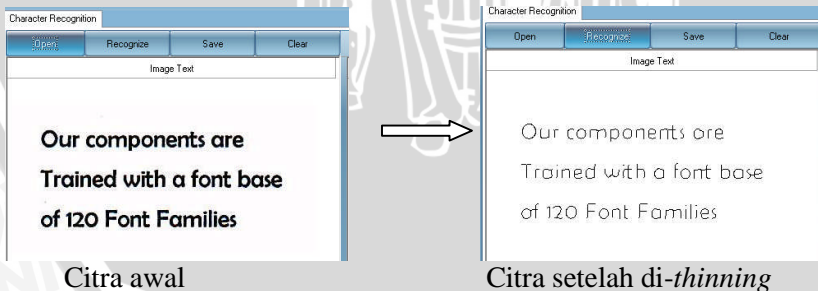 Character Recognition
Open Recognize Save Clear
Image Text
Our components are
Trained with a font base
of 120 Font Families
Citra awal
Character Recognition
Open Recognize Save Clear
Image Text
Our components are
Trained with a font base
of 120 Font Families
Citra setelah di-thinning